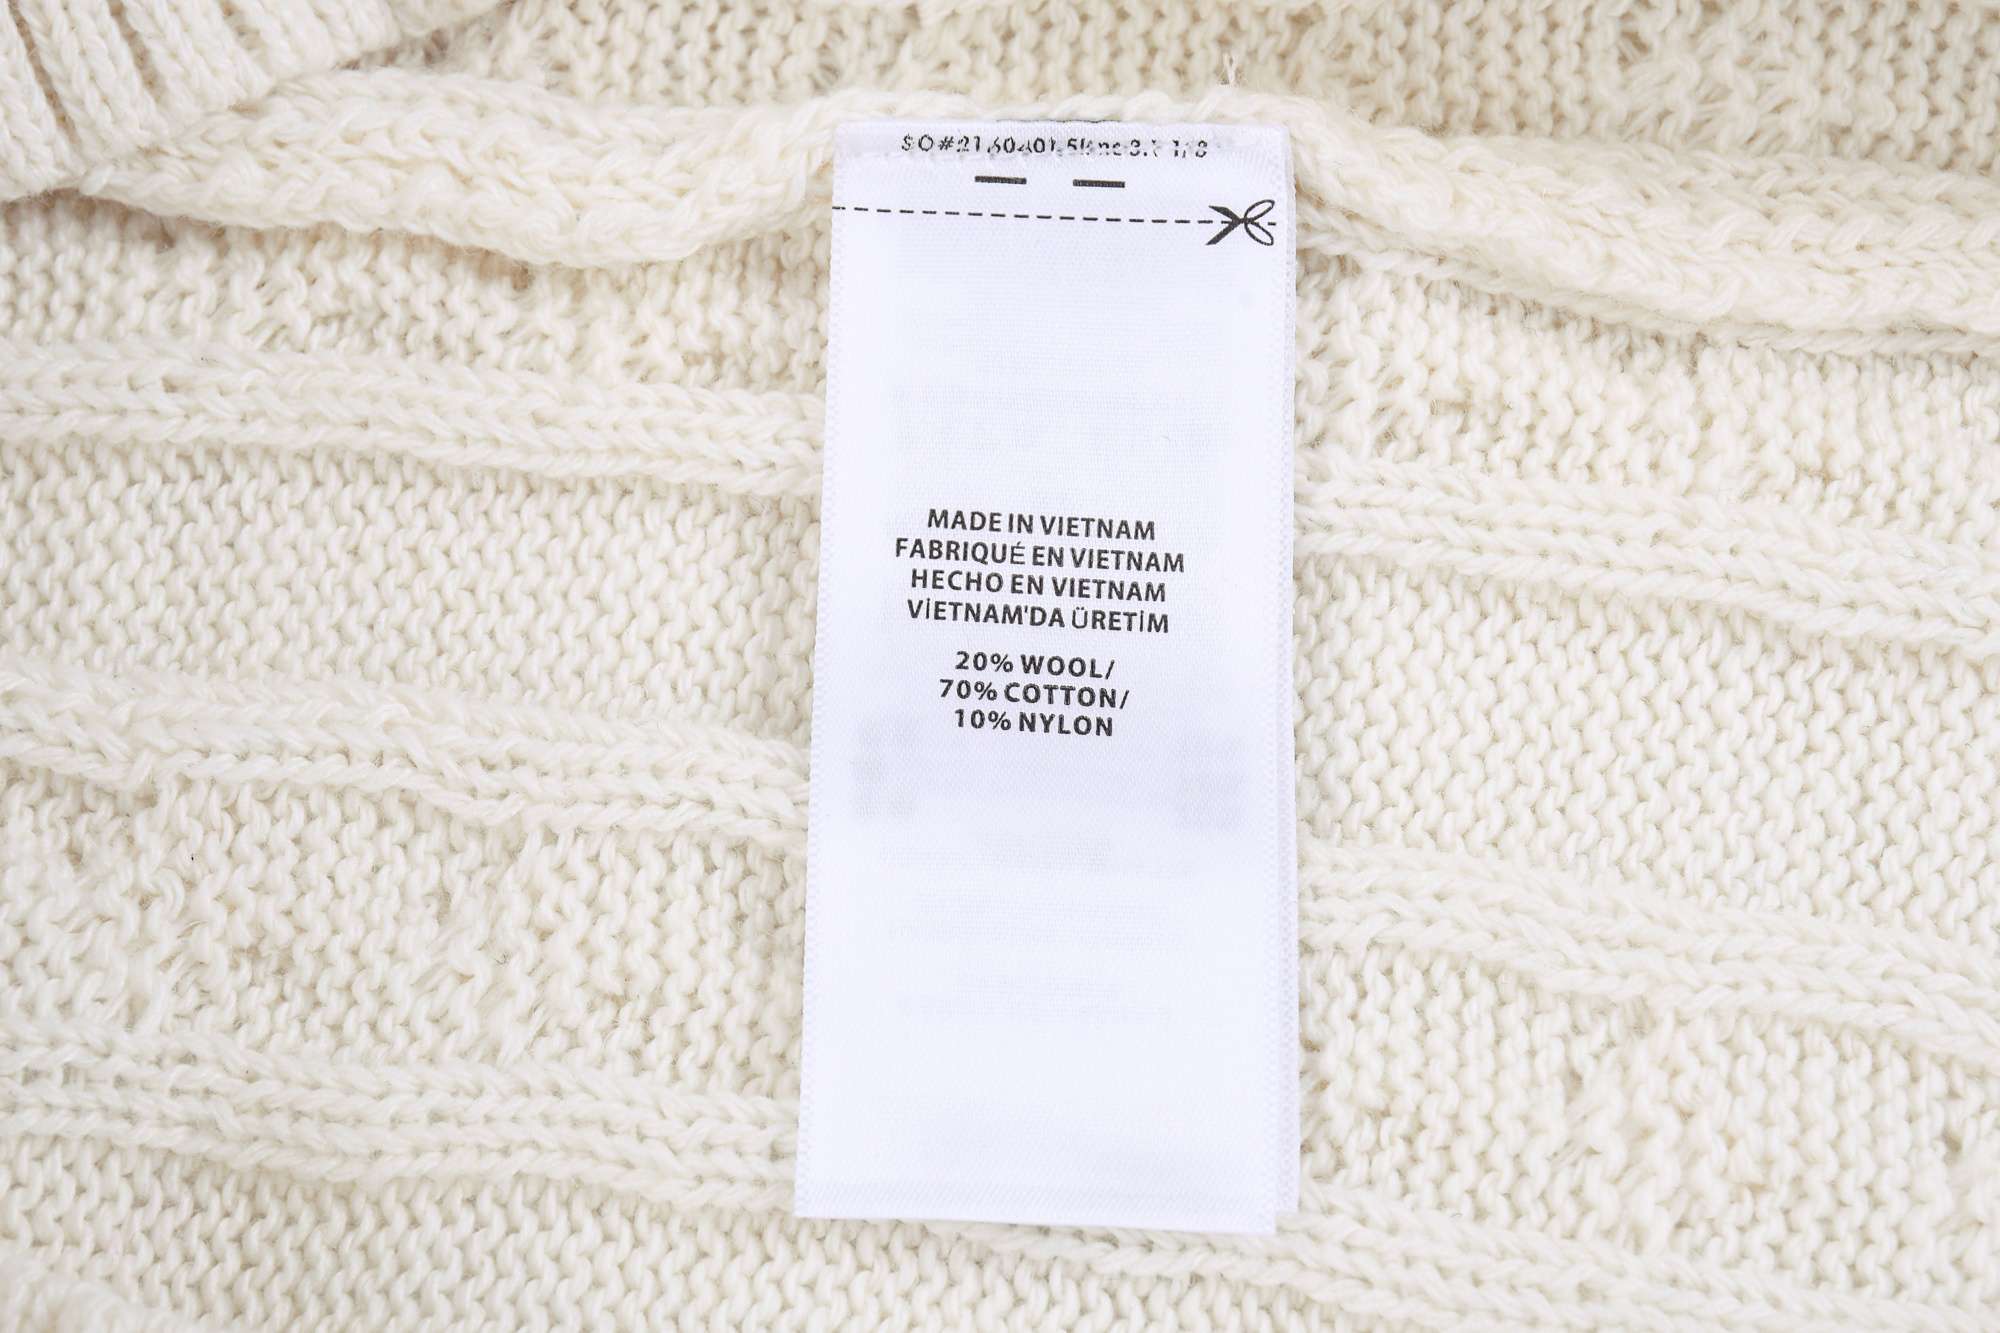 MADE IN VIETNAM
FABRIQUÉ EN VIETNAM
HECHO EN VIETNAM
VİETNAM'DA ÜRETİM
20% WOOL/
70% COTTON/
10% NYLON